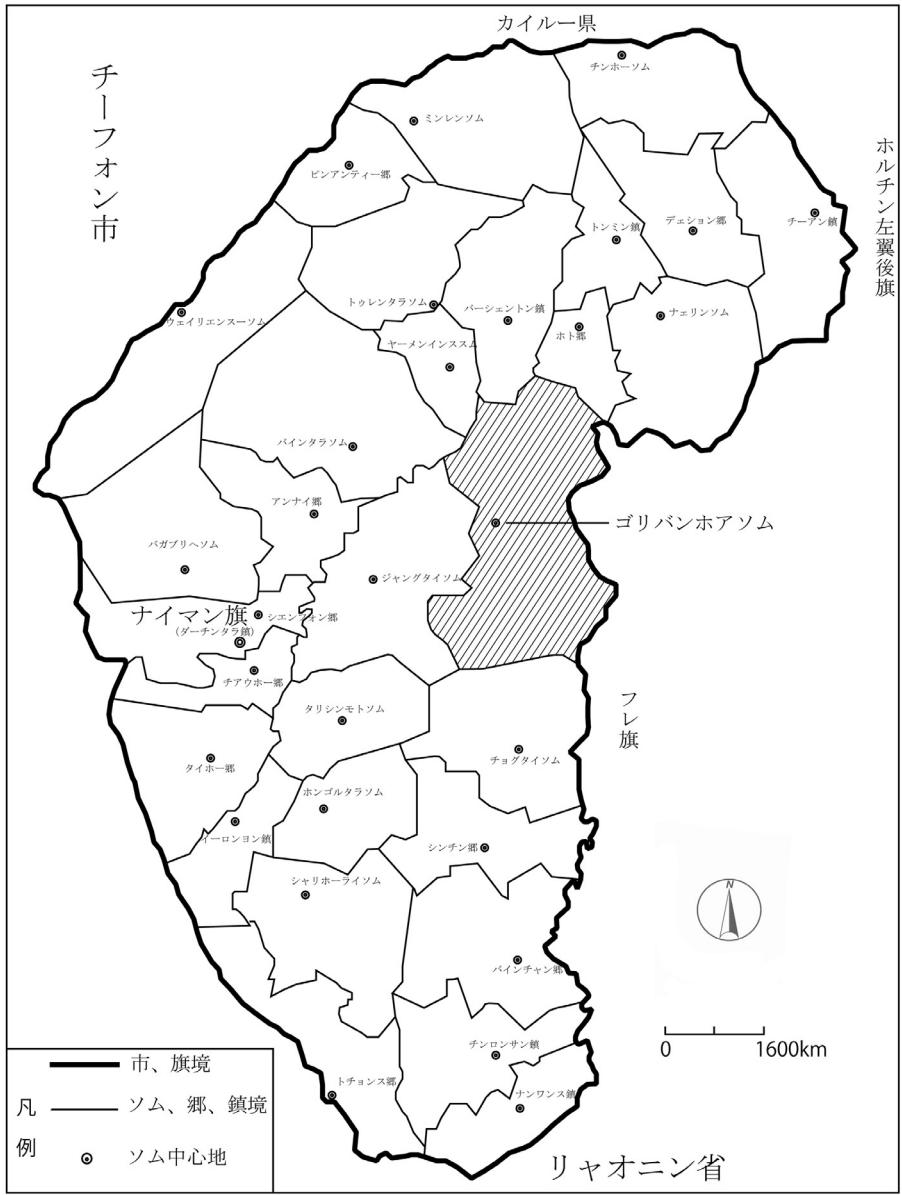 カイルー県
チーフォン市
チンホーソム
ミンレンソム
ホルチン左翼後旗
ピンアンティー郷
チーアン鎮
デェション郷
トンミン鎮
トゥレンタラソム
ウェイリエンスーソム
バーシェントン鎮
ナェリンソム
ホト郷
ヤーメンインススム
バインタラソム
アンナイ郷
ゴリバンホアソム
バガブリヘソム
ジャングタイソム
ナイマン旗
シエンフォン郷
(ダーチンタラ鎮)
チアウホー郷
フレ旗
タリシンモトソム
チョグタイソム
タイホー郷
ホンゴルタラソム
イーロンヨン鎮
シンチン郷
シャリホーライソム
N
バインチャン郷
チンロンサン鎮
0 1600km
トチョンス郷
ナンワンス鎮
凡例
市、旗境
ソム、郷、鎮境
ソム中心地
リャオニン省